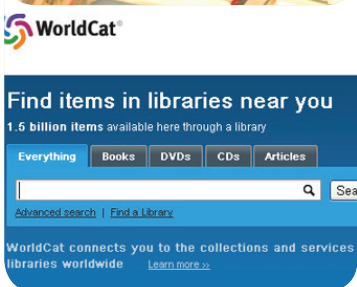 WorldCat®
Find items in libraries near you
1.5 billion items available here through a library
Everything Books DVDs CDs Articles
Sea
Advanced search | Find a Library
WorldCat connects you to the collections and services
libraries worldwide Learn more »